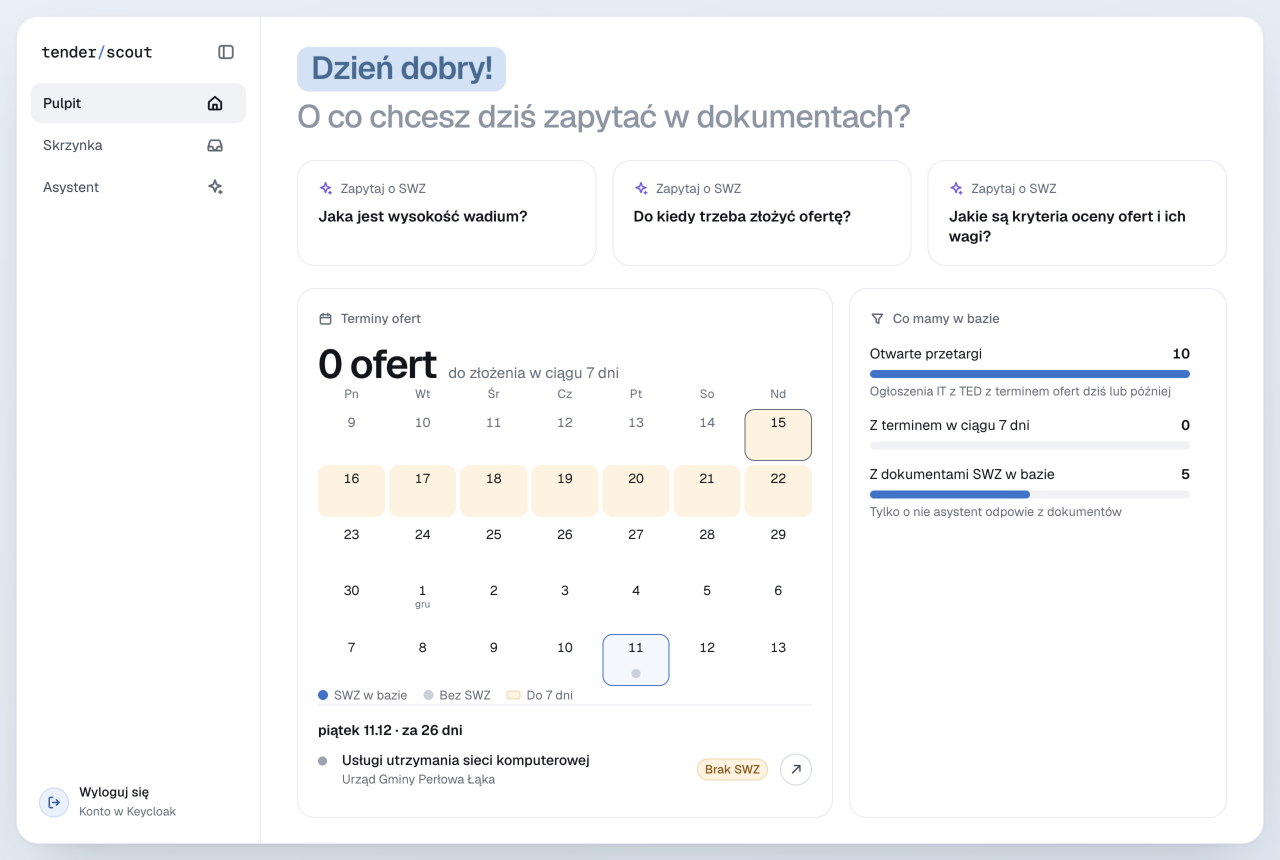 tender/scout
Pulpit
Skrzynka
Asystent
Wyloguj się
Konto w Keycloak
Dzień dobry!
O co chcesz dziś zapytać w dokumentach?
Zapytaj o SWZ
Jaka jest wysokość wadium?
Zapytaj o SWZ
Do kiedy trzeba złożyć ofertę?
Zapytaj o SWZ
Jakie są kryteria oceny ofert i ich
wagi?
Terminy ofert
0 ofert do złożenia w ciągu 7 dni
Pn Wt Śr Cz Pt So Nd
9 10 11 12 13 14 15
16 17 18 19 20 21 22
23 24 25 26 27 28 29
30 1 2 3 4 5 6
gru
7 8 9 10 11 12 13
SWZ w bazie Bez SWZ Do 7 dni
piątek 11.12 · za 26 dni
Usługi utrzymania sieci komputerowej
Urząd Gminy Perłowa Łąka
Brak SWZ
Co mamy w bazie
Otwarte przetargi 10
Ogłoszenia IT z TED z terminem ofert dziś lub później
Z terminem w ciągu 7 dni 0
Z dokumentami SWZ w bazie 5
Tylko o nie asystent odpowie z dokumentów